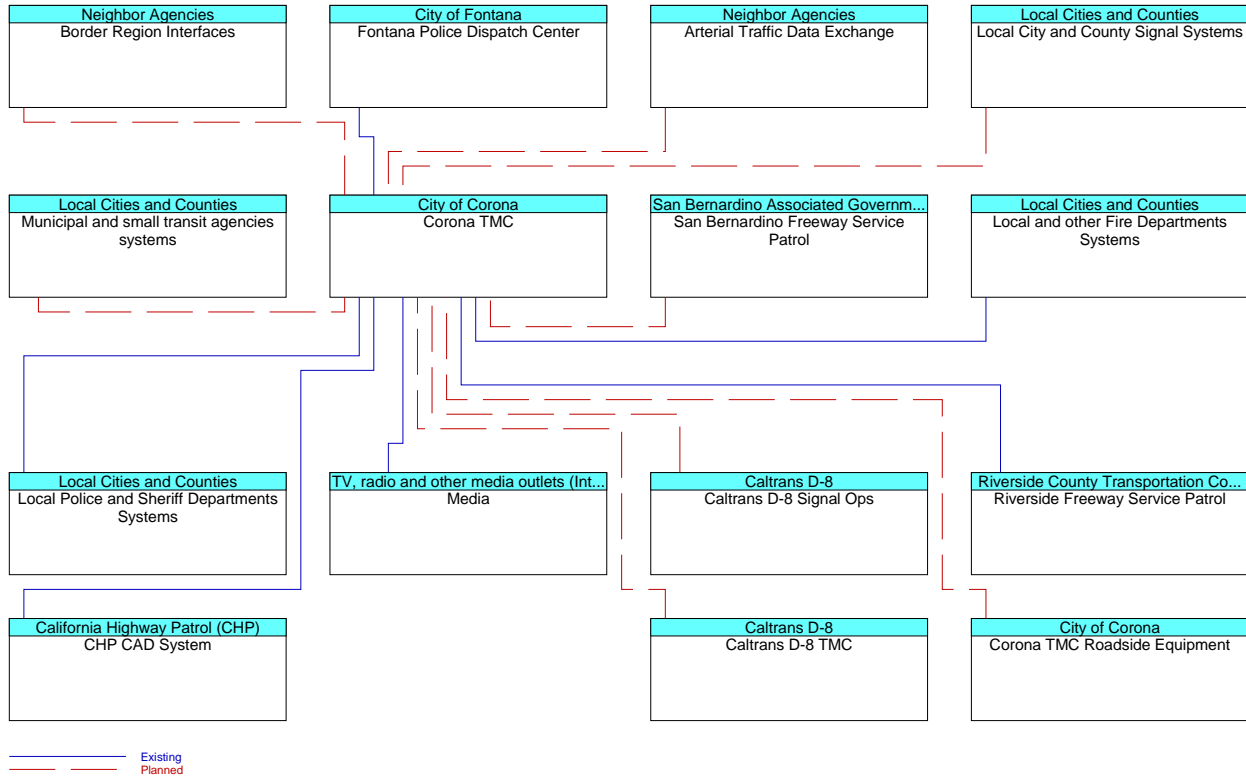 Neighbor Agencies
Border Region Interfaces
City of Fontana
Fontana Police Dispatch Center
Neighbor Agencies
Arterial Traffic Data Exchange
Local Cities and Counties
Local City and County Signal Systems
Local Cities and Counties
Municipal and small transit agencies
systems
City of Corona
Corona TMC
San Bernardino Associated Governm...
San Bernardino Freeway Service
Patrol
Local Cities and Counties
Local and other Fire Departments
Systems
Local Cities and Counties
Local Police and Sheriff Departments
Systems
TV, radio and other media outlets (Int...
Media
Caltrans D-8
Caltrans D-8 Signal Ops
Riverside County Transportation Co...
Riverside Freeway Service Patrol
California Highway Patrol (CHP)
CHP CAD System
Caltrans D-8
Caltrans D-8 TMC
City of Corona
Corona TMC Roadside Equipment
Existing
Planned